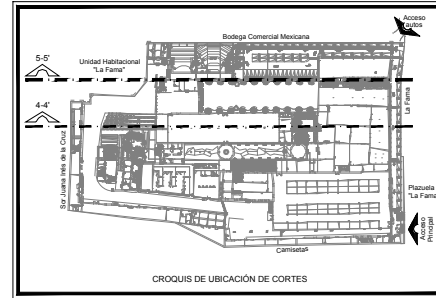 Acceso
autos
Bodega Comercial Mexicana
5-5'
Unidad Habitacional
"La Fama"
4-4'
La Fama
Sor Juana Inés de la Cruz
Plazuela
"La Fama"
Acceso
Principal
Camisetas
CROQUIS DE UBICACIÓN DE CORTES